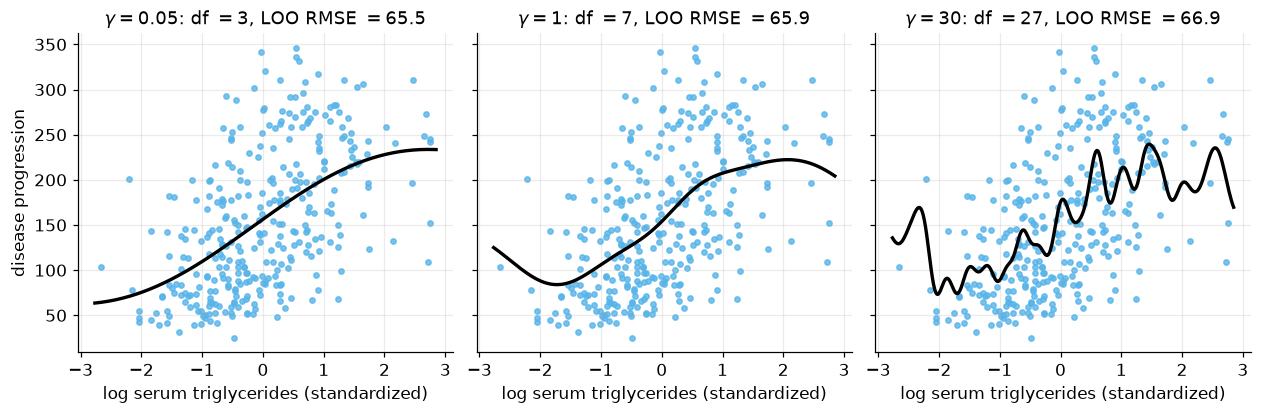 γ = 0.05: df = 3, LOO RMSE = 65.5
γ = 1: df = 7, LOO RMSE = 65.9
γ = 30: df = 27, LOO RMSE = 66.9
350
300
250
200
150
100
50
disease progression
−3 −2 −1 0 1 2 3
−3 −2 −1 0 1 2 3
−3 −2 −1 0 1 2 3
log serum triglycerides (standardized)
log serum triglycerides (standardized)
log serum triglycerides (standardized)